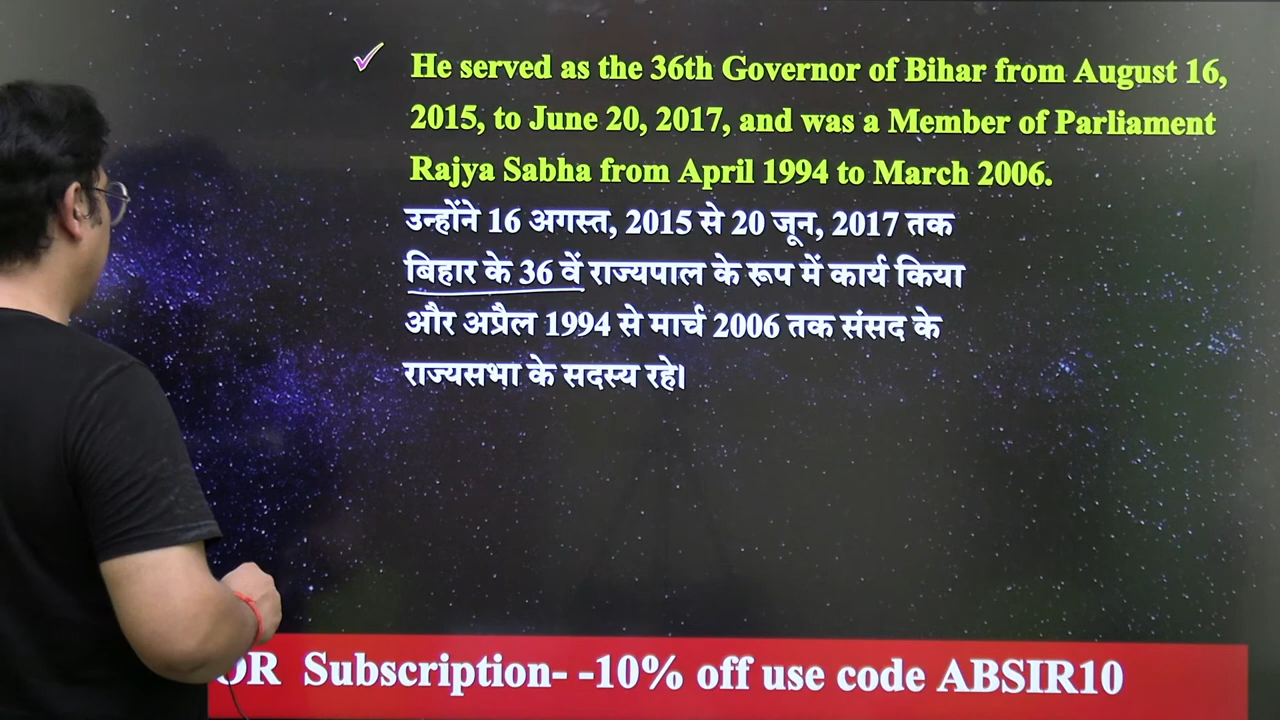 He served as the 36th Governor of Bihar from August 16,
2015, to June 20, 2017, and was a Member of Parliament
Rajya Sabha from April 1994 to March 2006.
उन्होंने 16 अगस्त, 2015 से 20 जून, 2017 तक
बिहार के 36 वें राज्यपाल के रूप में कार्य किया
और अप्रैल 1994 से मार्च 2006 तक संसद के
राज्यसभा के सदस्य रहे।
OR Subscription- -10% off use code ABSIR10